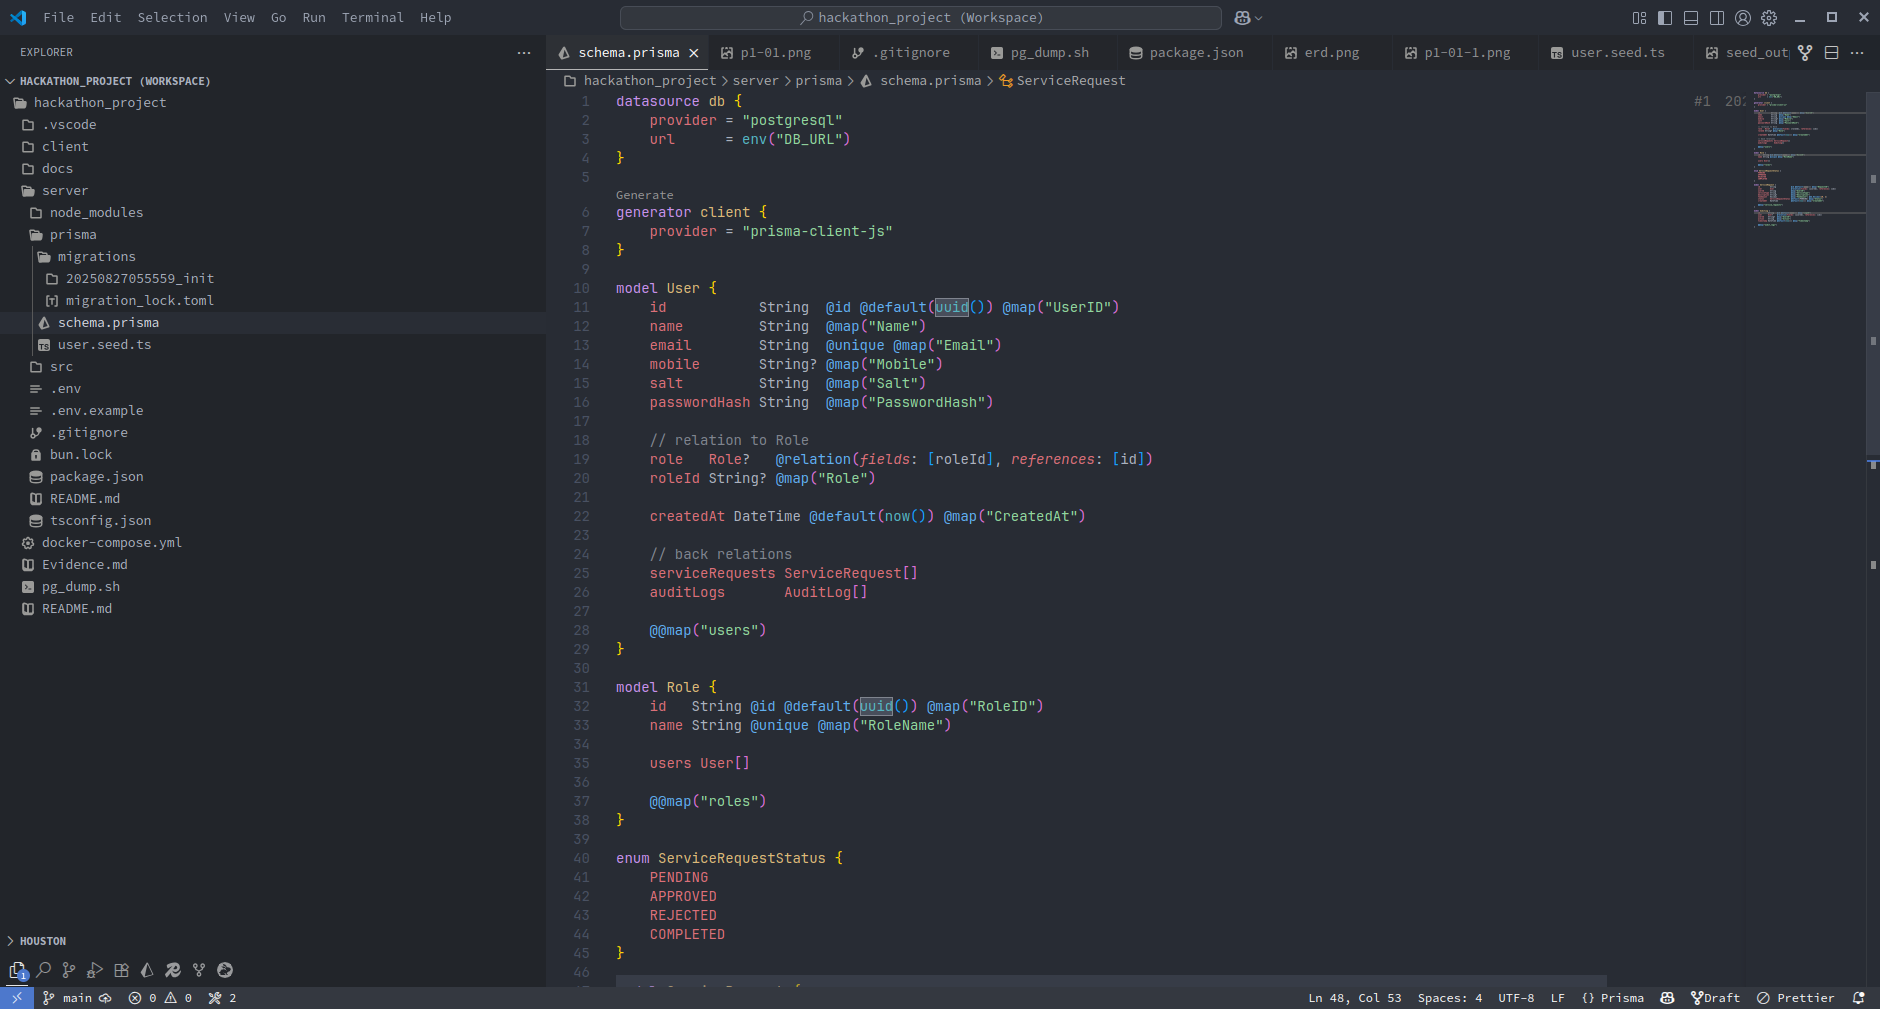 File Edit Selection View Go Run Terminal Help
hackathon_project (Workspace)
EXPLORER
HACKATHON_PROJECT (WORKSPACE)
hackathon_project
.vscode
client
docs
server
node_modules
prisma
migrations
20250827055559_init
migration_lock.toml
schema.prisma
user.seed.ts
src
.env
.env.example
.gitignore
bun.lock
package.json
README.md
tsconfig.json
docker-compose.yml
Evidence.md
pg_dump.sh
README.md
HOUSTON
schema.prisma p1-01.png .gitignore pg_dump.sh package.json erd.png p1-01-1.png user.seed.ts seed_out
hackathon_project > server > prisma > schema.prisma > ServiceRequest
1 datasource db {
2 provider = "postgresql"
3 url = env("DB_URL")
4 }
5
Generate
6 generator client {
7 provider = "prisma-client-js"
8 }
9
10 model User {
11 id String @id @default(uuid()) @map("UserID")
12 name String @map("Name")
13 email String @unique @map("Email")
14 mobile String? @map("Mobile")
15 salt String @map("Salt")
16 passwordHash String @map("PasswordHash")
17
18 // relation to Role
19 role Role? @relation(fields: [roleId], references: [id])
20 roleId String? @map("Role")
21
22 createdAt DateTime @default(now()) @map("CreatedAt")
23
24 // back relations
25 serviceRequests ServiceRequest[]
26 auditLogs AuditLog[]
27
28 @@map("users")
29 }
30
31 model Role {
32 id String @id @default(uuid()) @map("RoleID")
33 name String @unique @map("RoleName")
34
35 users User[]
36
37 @@map("roles")
38 }
39
40 enum ServiceRequestStatus {
41 PENDING
42 APPROVED
43 REJECTED
44 COMPLETED
45 }
46
#1 202
1
main 0 0 2
Ln 48, Col 53 Spaces: 4 UTF-8 LF {} Prisma Draft Prettier